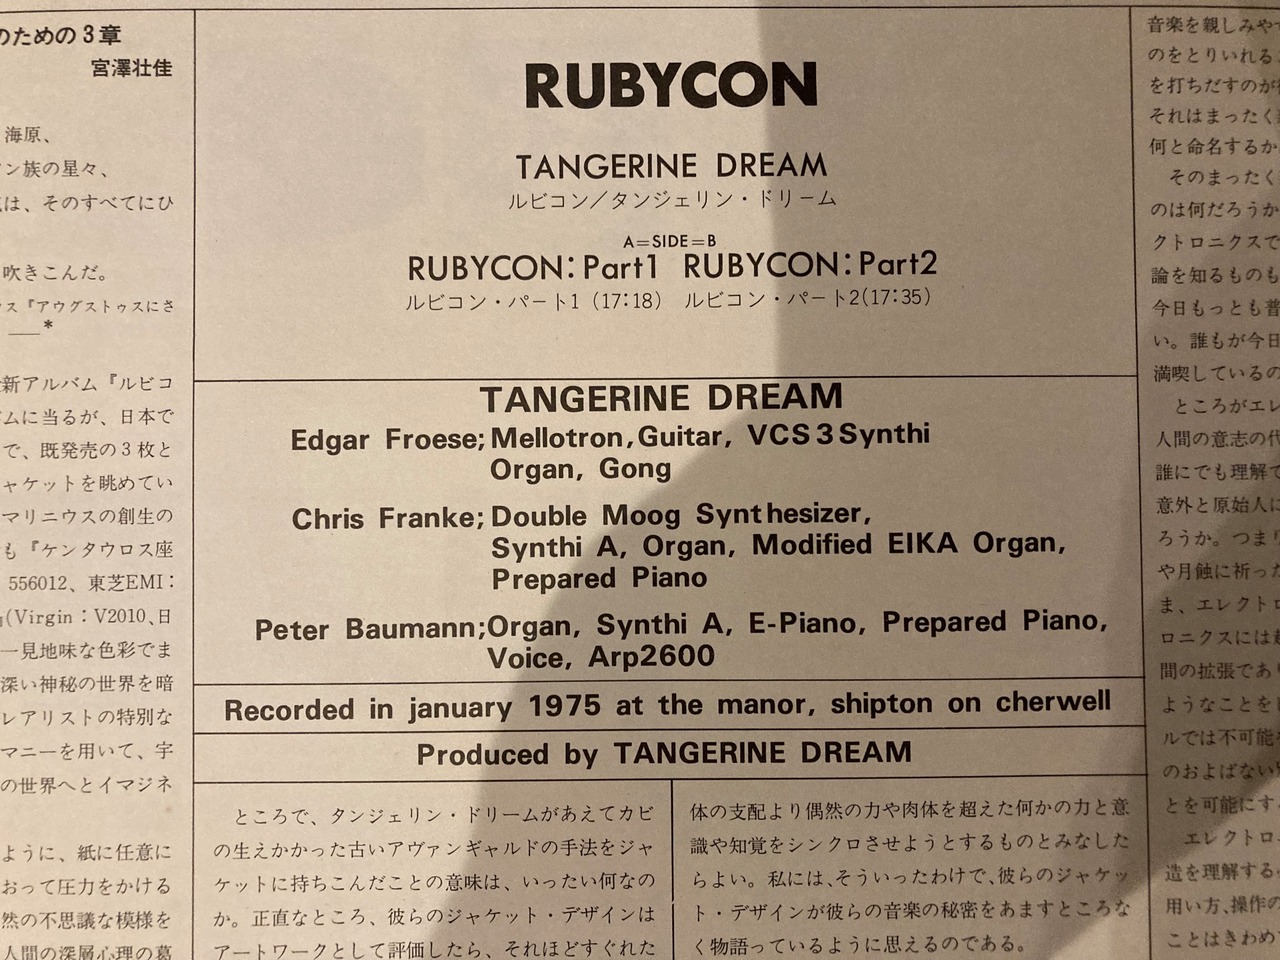 のための3章
宮澤壮佳
海原、
ン族の星々、
は、そのすべてにひ
吹きこんだ。
ス『アウグストゥスにさ
——*
新アルバム『ルビコ
ムに当るが、日本で
で、既発売の3枚と
ャケットを眺めてい
マリニウスの創生の
も『ケンタウロス座
556012、東芝EMI：
(Virgin：V2010、日
一見地味な色彩でま
深い神秘の世界を暗
レアリストの特別な
マニーを用いて、宇
の世界へとイマジネ
ように、紙に任意に
おって圧力をかける
然の不思議な模様を
人間の深層心理の葛
RUBYCON
TANGERINE DREAM
ルビコン／タンジェリン・ドリーム
A=SIDE=B
RUBYCON:Part1 RUBYCON:Part2
ルビコン・パート1 (17:18) ルビコン・パート2(17:35)
TANGERINE DREAM
Edgar Froese; Mellotron, Guitar, VCS 3 Synthi
Organ, Gong
Chris Franke; Double Moog Synthesizer,
Synthi A, Organ, Modified EIKA Organ,
Prepared Piano
Peter Baumann; Organ, Synthi A, E-Piano, Prepared Piano,
Voice, Arp2600
Recorded in january 1975 at the manor, shipton on cherwell
Produced by TANGERINE DREAM
ところで、タンジェリン・ドリームがあえてカビ
の生えかかった古いアヴァンギャルドの手法をジャ
ケットに持ちこんだことの意味は、いったい何なの
か。正直なところ、彼らのジャケット・デザインは
アートワークとして評価したら、それほどすぐれた
体の支配より偶然の力や肉体を超えた何かの力と意
識や知覚をシンクロさせようとするものとみなした
らよい。私には、そういったわけで、彼らのジャケッ
ト・デザインが彼らの音楽の秘密をあますところな
く物語っているように思えるのである。
音楽を親しみや
のをとりいれる
を打ちだすのが
それはまったく
何と命名するか
そのまったく
のは何だろうか
クトロニクスで
論を知るものも
今日もっとも普
い。誰もが今日
満喫しているの
ところがエレ
人間の意志の代
誰にでも理解で
意外と原始人に
ろうか。つまり
や月蝕に祈った
ま、エレクトロ
ロニクスには
間の拡張であ
ようなことを
ルでは不可能
のおよばない
とを可能にす
エレクトロ
造を理解する
用い方、操作の
ことはきわめ